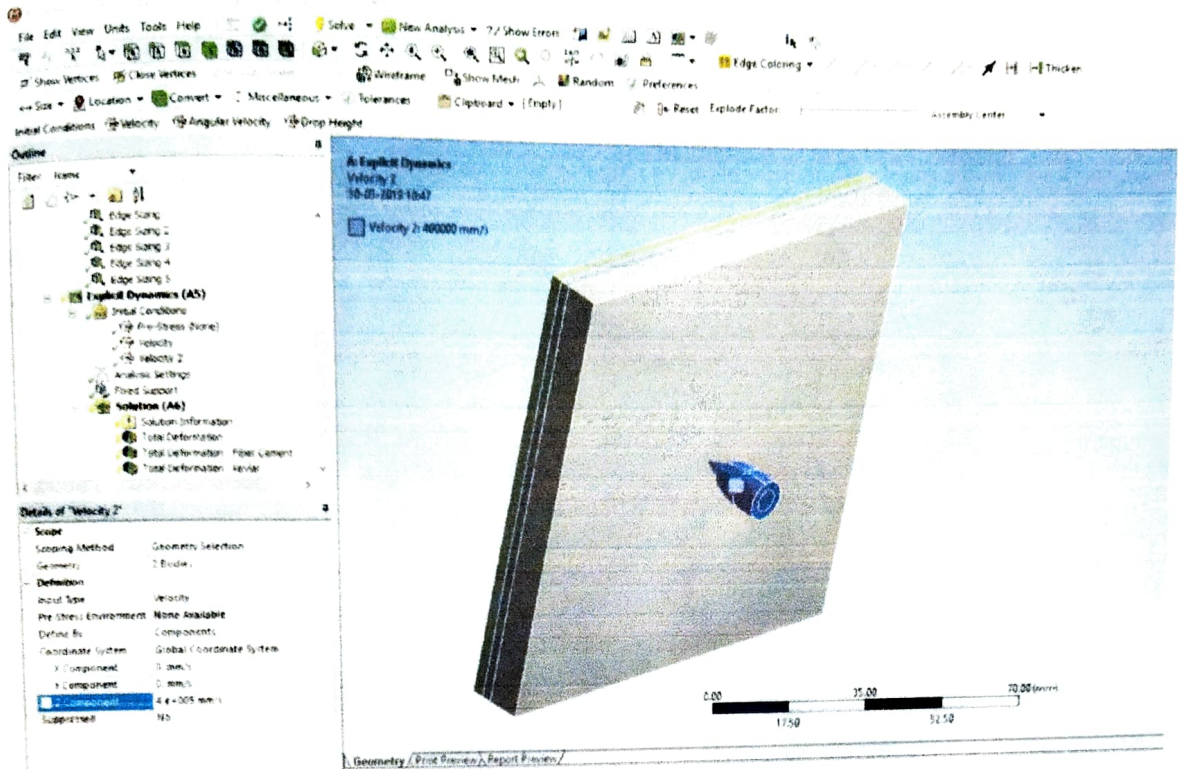 File Edit View Units Tools Help Solve New Analysis ?/ Show Errors
Show Vertices Close Vertices Wireframe Show Mesh Random Preferences Edge Coloring Thicken
Size Location Convert Miscellaneous Tolerances Clipboard [Empty] Reset Explode Factor: Assembly Center
Initial Conditions Velocity Angular Velocity Drop Height
Outline
Filter: Name
Edge Sizing
Edge Sizing 2
Edge Sizing 3
Edge Sizing 4
Edge Sizing 5
Explicit Dynamics (A5)
Initial Conditions
Pre-Stress (None)
Velocity
Velocity 2
Analysis Settings
Fixed Support
Solution (A6)
Solution Information
Total Deformation
Total Deformation Fiber Cement
Total Deformation Kevlar
Details of "Velocity 2"
Scope
Scoping Method Geometry Selection
Geometry 2 Bodies
Definition
Input Type Velocity
Pre-Stress Environment None Available
Define By Components
Coordinate System Global Coordinate System
X Component 0. mm/s
Y Component 0. mm/s
Z Component 4.e+005 mm/s
Suppressed No
A: Explicit Dynamics
Velocity 2
Velocity 2: 400000 mm/s
0.00 35.00 70.00 (mm)
17.50 52.50
Geometry Print Preview Report Preview